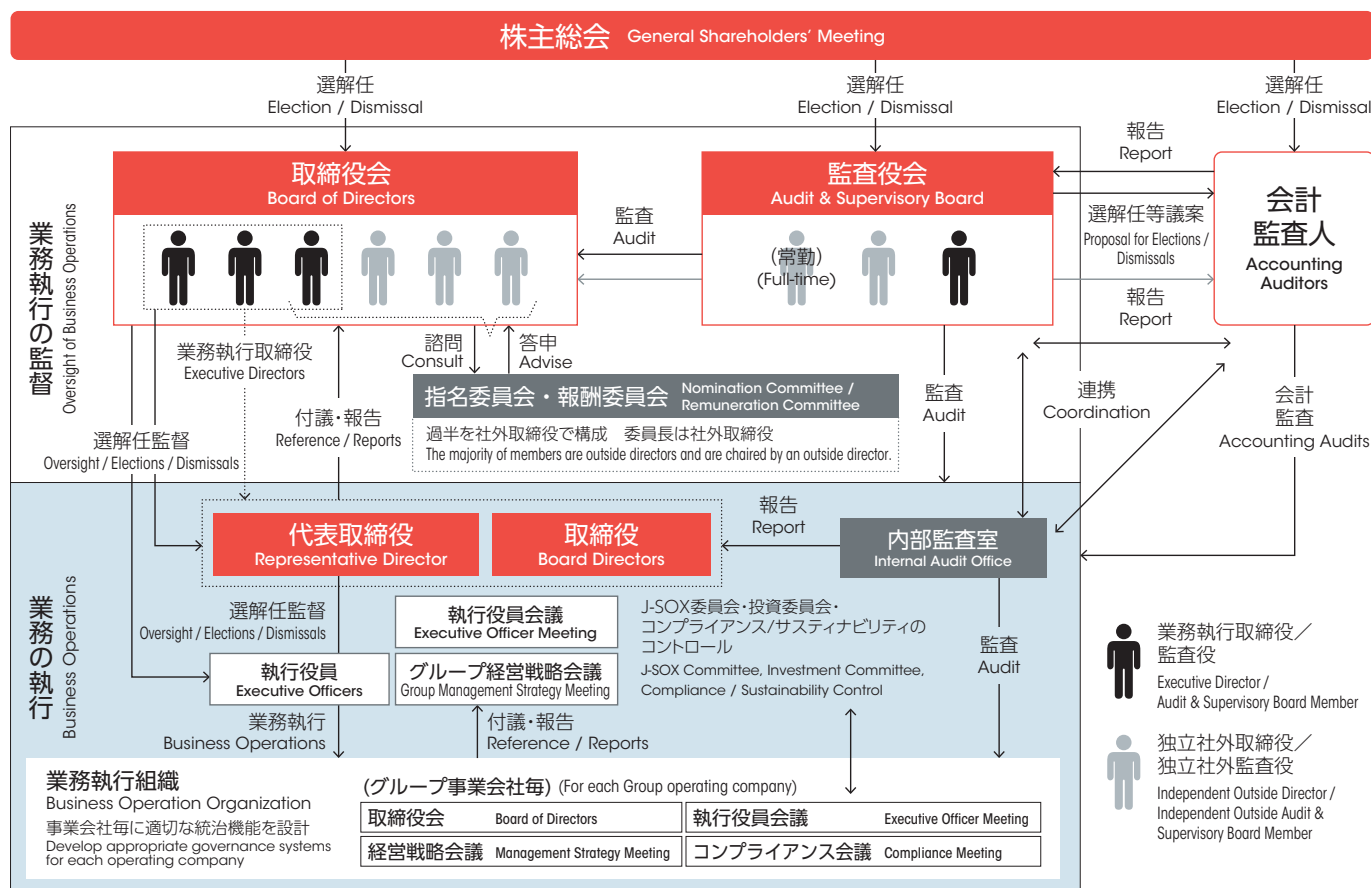 株主総会 General Shareholders' Meeting
選解任
Election / Dismissal
選解任
Election / Dismissal
選解任
Election / Dismissal
業務執行の監督
Oversight of Business Operations
取締役会
Board of Directors
監査
Audit
監査役会
Audit & Supervisory Board
(常勤)
(Full-time)
報告
Report
選解任等議案
Proposal for Elections /
Dismissals
報告
Report
会計
監査人
Accounting
Auditors
業務執行取締役
Executive Directors
諮問
Consult
答申
Advise
指名委員会・報酬委員会 Nomination Committee /
Remuneration Committee
過半を社外取締役で構成 委員長は社外取締役
The majority of members are outside directors and are chaired by an outside director.
監査
Audit
連携
Coordination
会計
監査
Accounting Audits
選解任監督
Oversight / Elections / Dismissals
付議・報告
Reference / Reports
業務の執行
Business Operations
代表取締役
Representative Director
取締役
Board Directors
報告
Report
内部監査室
Internal Audit Office
選解任監督
Oversight / Elections / Dismissals
執行役員会議
Executive Officer Meeting
執行役員
Executive Officers
グループ経営戦略会議
Group Management Strategy Meeting
J-SOX委員会・投資委員会・
コンプライアンス/サスティナビリティの
コントロール
J-SOX Committee, Investment Committee,
Compliance / Sustainability Control
監査
Audit
業務執行
Business Operations
付議・報告
Reference / Reports
業務執行組織
Business Operation Organization
事業会社毎に適切な統治機能を設計
Develop appropriate governance systems
for each operating company
(グループ事業会社毎) (For each Group operating company)
取締役会 Board of Directors
執行役員会議 Executive Officer Meeting
経営戦略会議 Management Strategy Meeting
コンプライアンス会議 Compliance Meeting
業務執行取締役／
監査役
Executive Director /
Audit & Supervisory Board Member
独立社外取締役／
独立社外監査役
Independent Outside Director /
Independent Outside Audit &
Supervisory Board Member